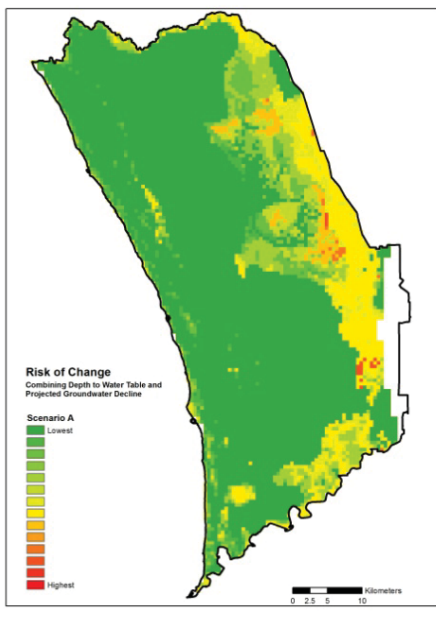 Risk of Change
Combining Depth to Water Table and
Projected Groundwater Decline
Scenario A
Lowest
Highest
Kilometers
0 2.5 5 10